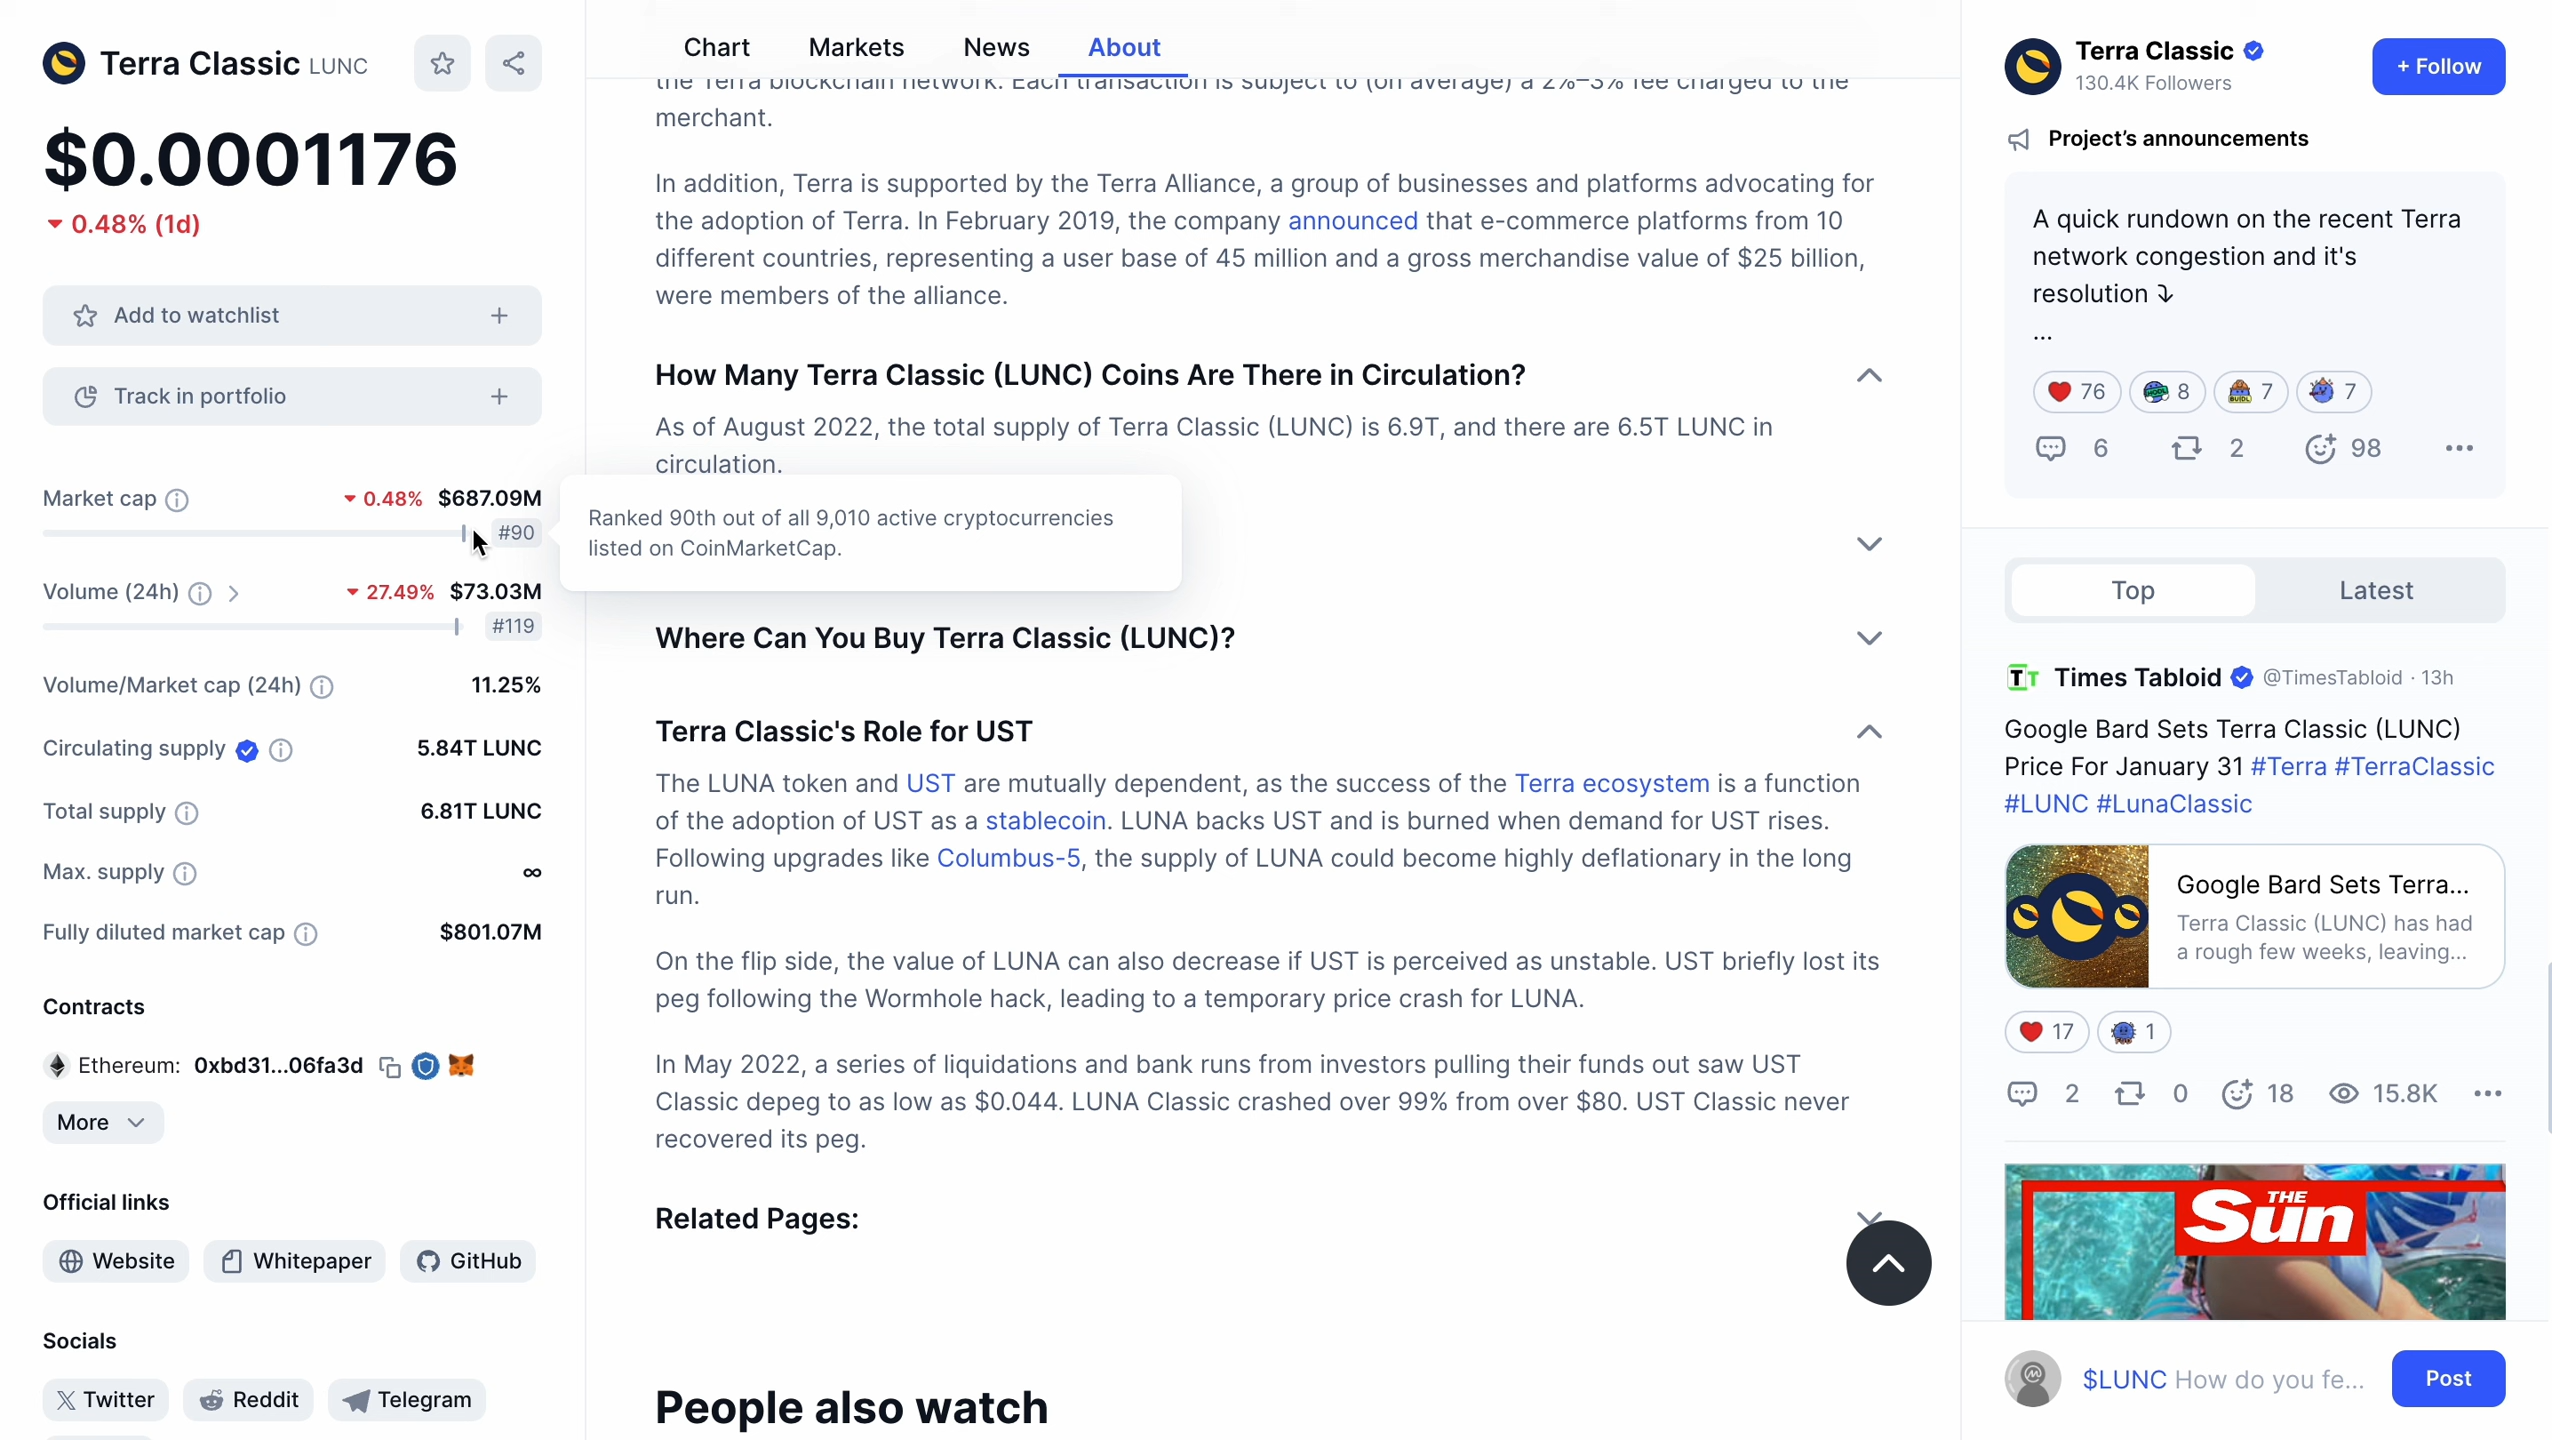 Terra Classic LUNC
$0.0001176
0.48% (1d)
Add to watchlist
Track in portfolio
Market cap 0.48% $687.09M
#90
Volume (24h) 27.49% $73.03M
#119
Volume/Market cap (24h) 11.25%
Circulating supply 5.84T LUNC
Total supply 6.81T LUNC
Max. supply ∞
Fully diluted market cap $801.07M
Contracts
Ethereum: 0xbd31...06fa3d
More
Official links
Website Whitepaper GitHub
Socials
Twitter Reddit Telegram
Chart Markets News About
the Terra blockchain network. Each transaction is subject to (on average) a 2%–3% fee charged to the
merchant.
In addition, Terra is supported by the Terra Alliance, a group of businesses and platforms advocating for
the adoption of Terra. In February 2019, the company announced that e-commerce platforms from 10
different countries, representing a user base of 45 million and a gross merchandise value of $25 billion,
were members of the alliance.
How Many Terra Classic (LUNC) Coins Are There in Circulation?
As of August 2022, the total supply of Terra Classic (LUNC) is 6.9T, and there are 6.5T LUNC in
circulation.
Ranked 90th out of all 9,010 active cryptocurrencies
listed on CoinMarketCap.
Where Can You Buy Terra Classic (LUNC)?
Terra Classic's Role for UST
The LUNA token and UST are mutually dependent, as the success of the Terra ecosystem is a function
of the adoption of UST as a stablecoin. LUNA backs UST and is burned when demand for UST rises.
Following upgrades like Columbus-5, the supply of LUNA could become highly deflationary in the long
run.
On the flip side, the value of LUNA can also decrease if UST is perceived as unstable. UST briefly lost its
peg following the Wormhole hack, leading to a temporary price crash for LUNA.
In May 2022, a series of liquidations and bank runs from investors pulling their funds out saw UST
Classic depeg to as low as $0.044. LUNA Classic crashed over 99% from over $80. UST Classic never
recovered its peg.
Related Pages:
People also watch
Terra Classic
130.4K Followers
+ Follow
Project's announcements
A quick rundown on the recent Terra
network congestion and it's
resolution ⤵
...
76 8 7 7
6 2 98
Top Latest
Times Tabloid @TimesTabloid · 13h
Google Bard Sets Terra Classic (LUNC)
Price For January 31 #Terra #TerraClassic
#LUNC #LunaClassic
Google Bard Sets Terra...
Terra Classic (LUNC) has had
a rough few weeks, leaving...
17 1
2 0 18 15.8K
THE
Sun
$LUNC How do you fe...
Post